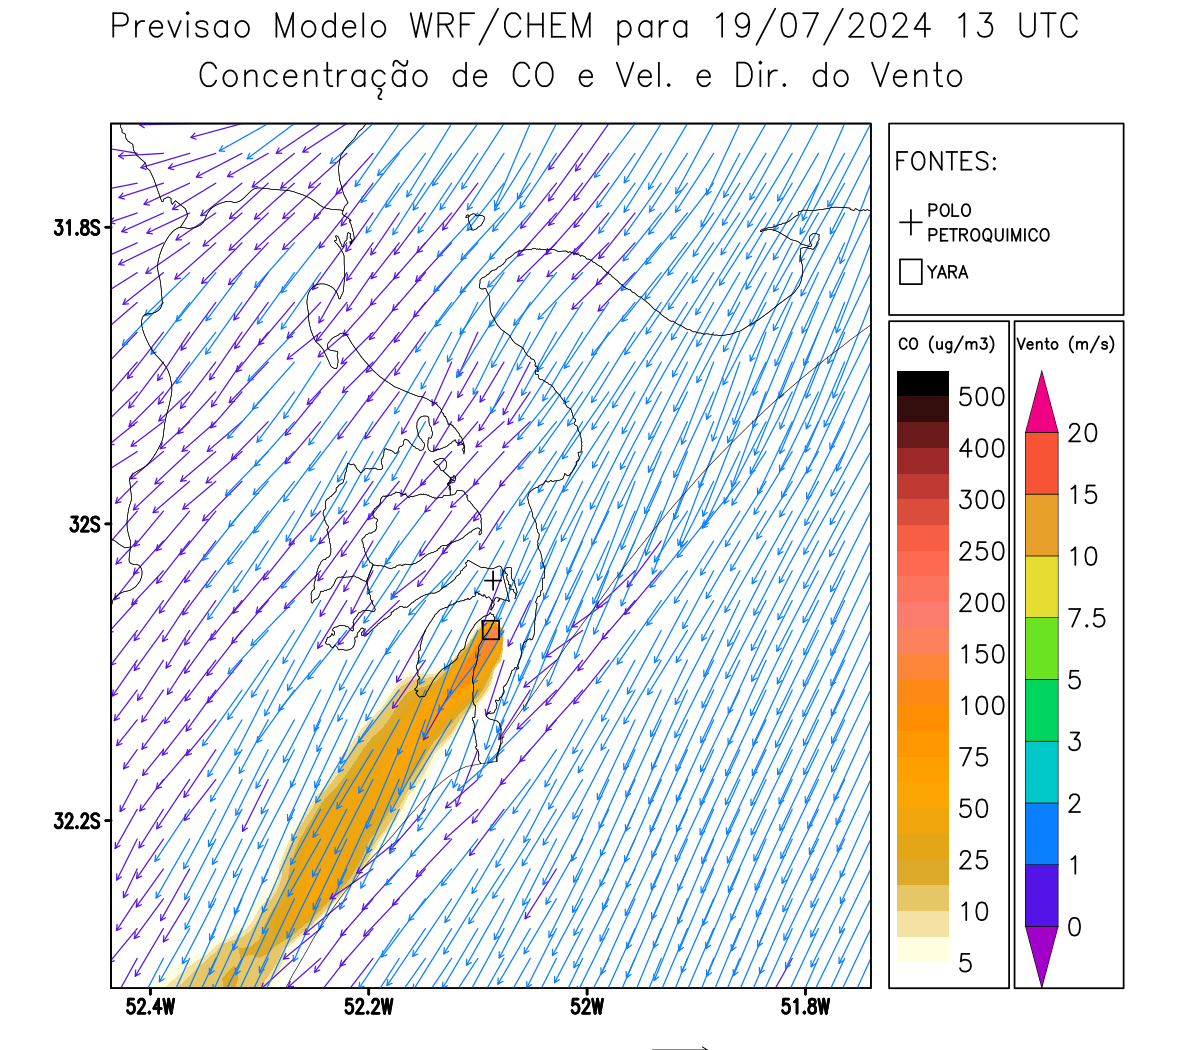 Previsao Modelo WRF/CHEM para 19/07/2024 13 UTC
Concentração de CO e Vel. e Dir. do Vento
FONTES:
POLO
PETROQUIMICO
YARA
31.8S
32S
32.2S
52.4W
52.2W
52W
51.8W
CO (ug/m3)
500
400
300
250
200
150
100
75
50
25
10
5
Vento (m/s)
20
15
10
7.5
5
3
2
1
0